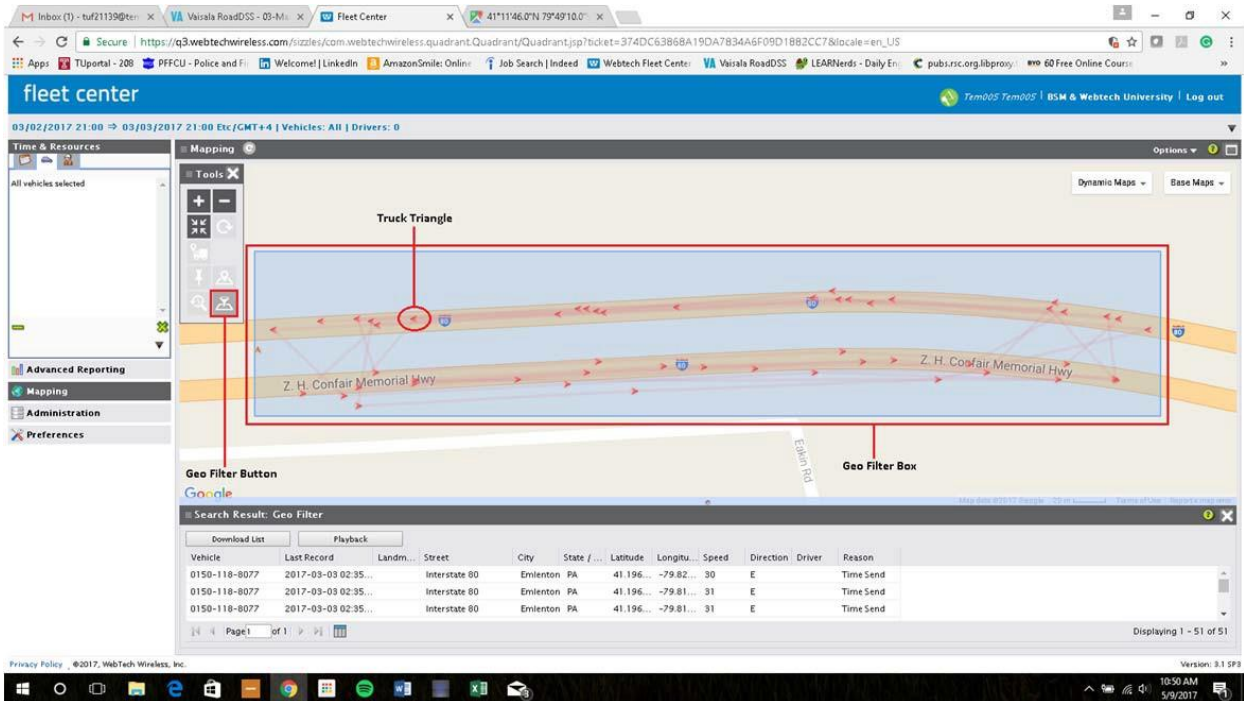 Inbox (1) - tuf21139@ten
Vaisala RoadDSS - 03-Ma
Fleet Center
41°11'46.0"N 79°49'10.0"
Secure
https://q3.webtechwireless.com/sizzles/com.webtechwireless.quadrant.Quadrant/Quadrant.jsp?ticket=374DC63868A19DA7834A6F09D1882CC7&locale=en_US
Apps
TUportal - 208
PFFCU - Police and Fi
Welcome! | LinkedIn
AmazonSmile: Online
Job Search | Indeed
Webtech Fleet Center
Vaisala RoadDSS
LEARNerds - Daily En
pubs.rsc.org.libproxy.
60 Free Online Course
fleet center
Tem005 Tem005 | BSM & Webtech University | Log out
03/02/2017 21:00 ⇒ 03/03/2017 21:00 Etc/GMT+4 | Vehicles: All | Drivers: 0
Time & Resources
Mapping
Options
All vehicles selected
Tools
Dynamic Maps
Base Maps
Truck Triangle
80
80
80
80
80
Z. H. Confair Memorial Hwy
Z. H. Confair Memorial Hwy
Advanced Reporting
Mapping
Administration
Preferences
Eakin Rd
Geo Filter Button
Geo Filter Box
Google
Search Result: Geo Filter
Download List
Playback
Vehicle Last Record Landm... Street City State / ... Latitude Longitu... Speed Direction Driver Reason
0150-118-8077 2017-03-03 02:35... Interstate 80 Emlenton PA 41.196... -79.82... 30 E Time Send
0150-118-8077 2017-03-03 02:35... Interstate 80 Emlenton PA 41.196... -79.81... 31 E Time Send
0150-118-8077 2017-03-03 02:35... Interstate 80 Emlenton PA 41.196... -79.81... 31 E Time Send
Page 1 of 1
Displaying 1 - 51 of 51
Privacy Policy ©2017, WebTech Wireless, Inc.
Version: 3.1 SP3
10:50 AM
5/9/2017